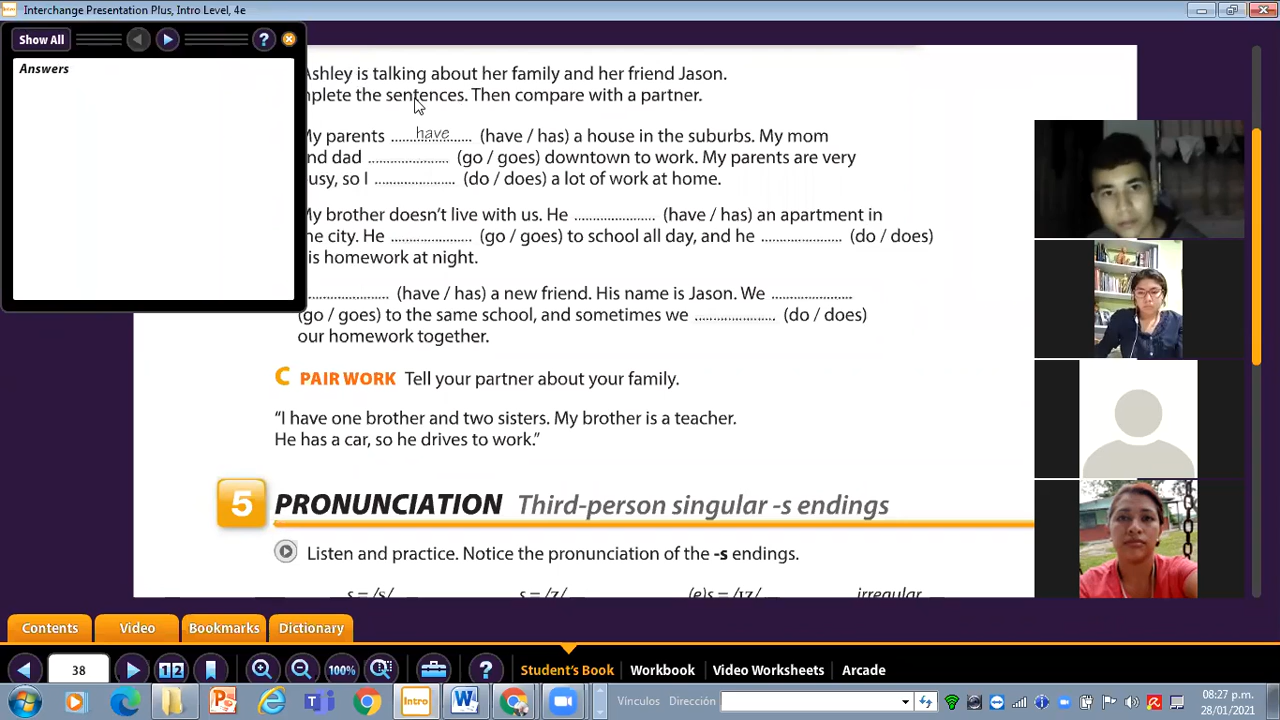 Interchange Presentation Plus, Intro Level, 4e
Show All
Answers
Ashley is talking about her family and her friend Jason.
mplete the sentences. Then compare with a partner.
My parents ......have...... (have / has) a house in the suburbs. My mom
nd dad ...................... (go / goes) downtown to work. My parents are very
usy, so I ...................... (do / does) a lot of work at home.
My brother doesn't live with us. He ...................... (have / has) an apartment in
he city. He ...................... (go / goes) to school all day, and he ...................... (do / does)
is homework at night.
...................... (have / has) a new friend. His name is Jason. We ......................
(go / goes) to the same school, and sometimes we ...................... (do / does)
our homework together.
C PAIR WORK Tell your partner about your family.
"I have one brother and two sisters. My brother is a teacher.
He has a car, so he drives to work."
5 PRONUNCIATION Third-person singular -s endings
Listen and practice. Notice the pronunciation of the -s endings.
s = /s/ s = /z/ (e)s = /ɪz/ irregular
Contents Video Bookmarks Dictionary
38 12 100% ? Student's Book Workbook Video Worksheets Arcade
Intro Vínculos Dirección 08:27 p.m.
28/01/2021